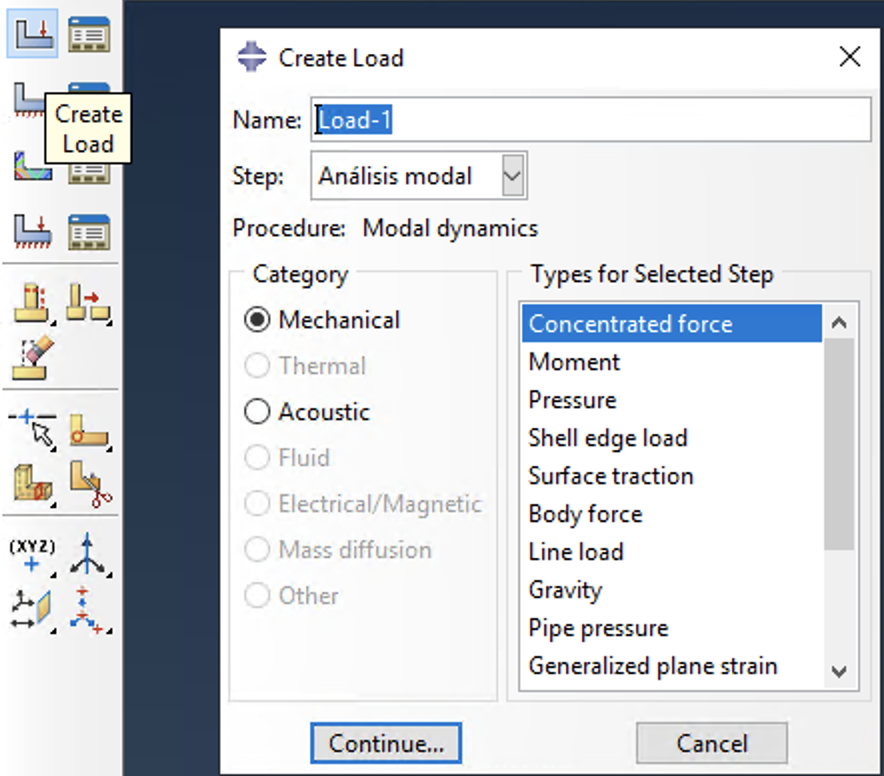 Create Load
Name: Load-1
Create
Load
Step: Análisis modal
Procedure: Modal dynamics
Category
Mechanical
Thermal
Acoustic
Fluid
Electrical/Magnetic
Mass diffusion
Other
Types for Selected Step
Concentrated force
Moment
Pressure
Shell edge load
Surface traction
Body force
Line load
Gravity
Pipe pressure
Generalized plane strain
(XYZ)
Continue...
Cancel